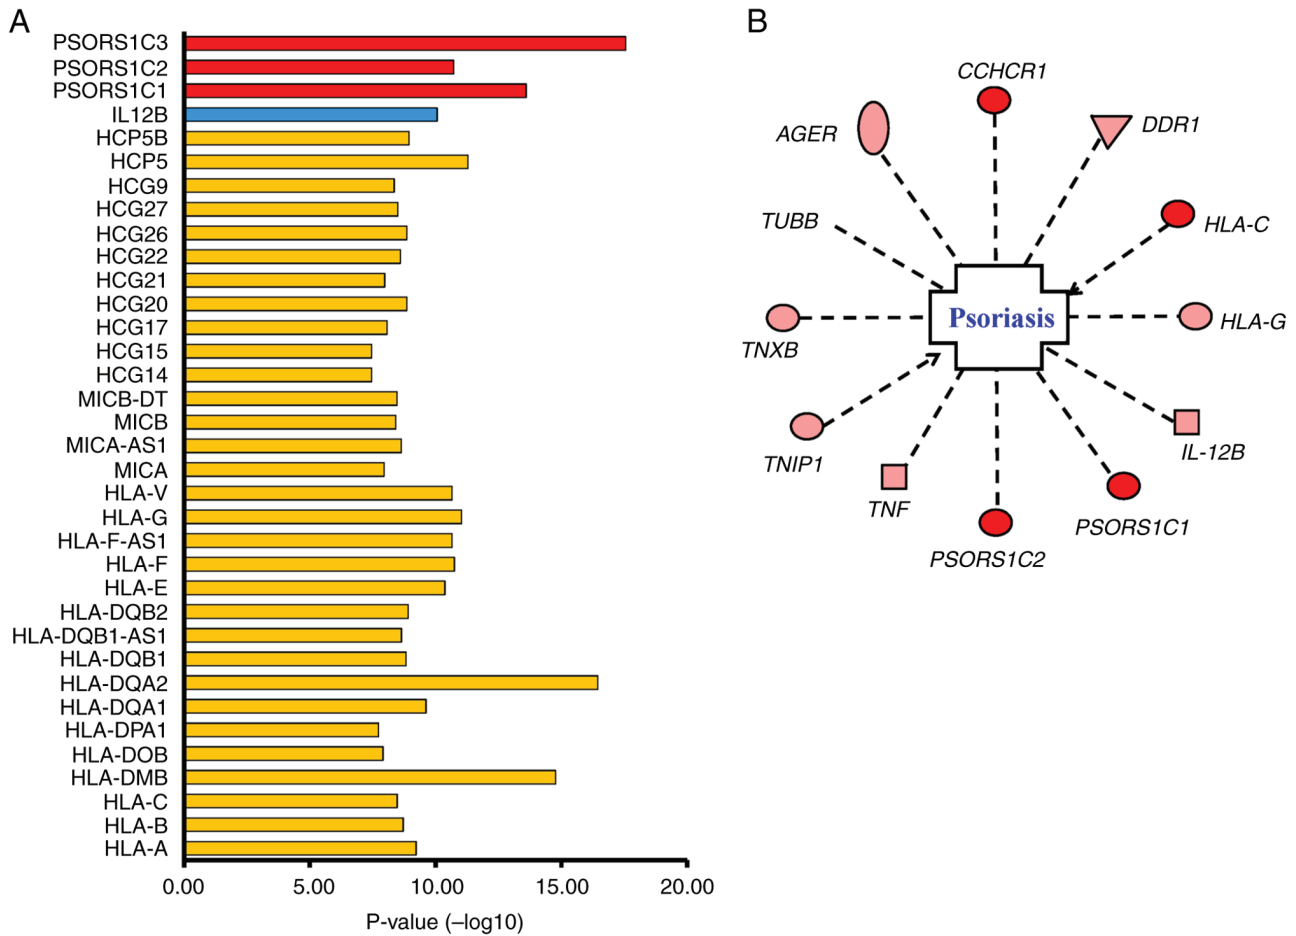 A
PSORS1C3
PSORS1C2
PSORS1C1
IL12B
HCP5B
HCP5
HCG9
HCG27
HCG26
HCG22
HCG21
HCG20
HCG17
HCG15
HCG14
MICB-DT
MICB
MICA-AS1
MICA
HLA-V
HLA-G
HLA-F-AS1
HLA-F
HLA-E
HLA-DQB2
HLA-DQB1-AS1
HLA-DQB1
HLA-DQA2
HLA-DQA1
HLA-DPA1
HLA-DOB
HLA-DMB
HLA-C
HLA-B
HLA-A
0.00 5.00 10.00 15.00 20.00
P-value (–log10)
B
CCHCR1
AGER
DDR1
TUBB
HLA-C
Psoriasis
TNXB
HLA-G
TNIP1
IL-12B
TNF
PSORS1C1
PSORS1C2